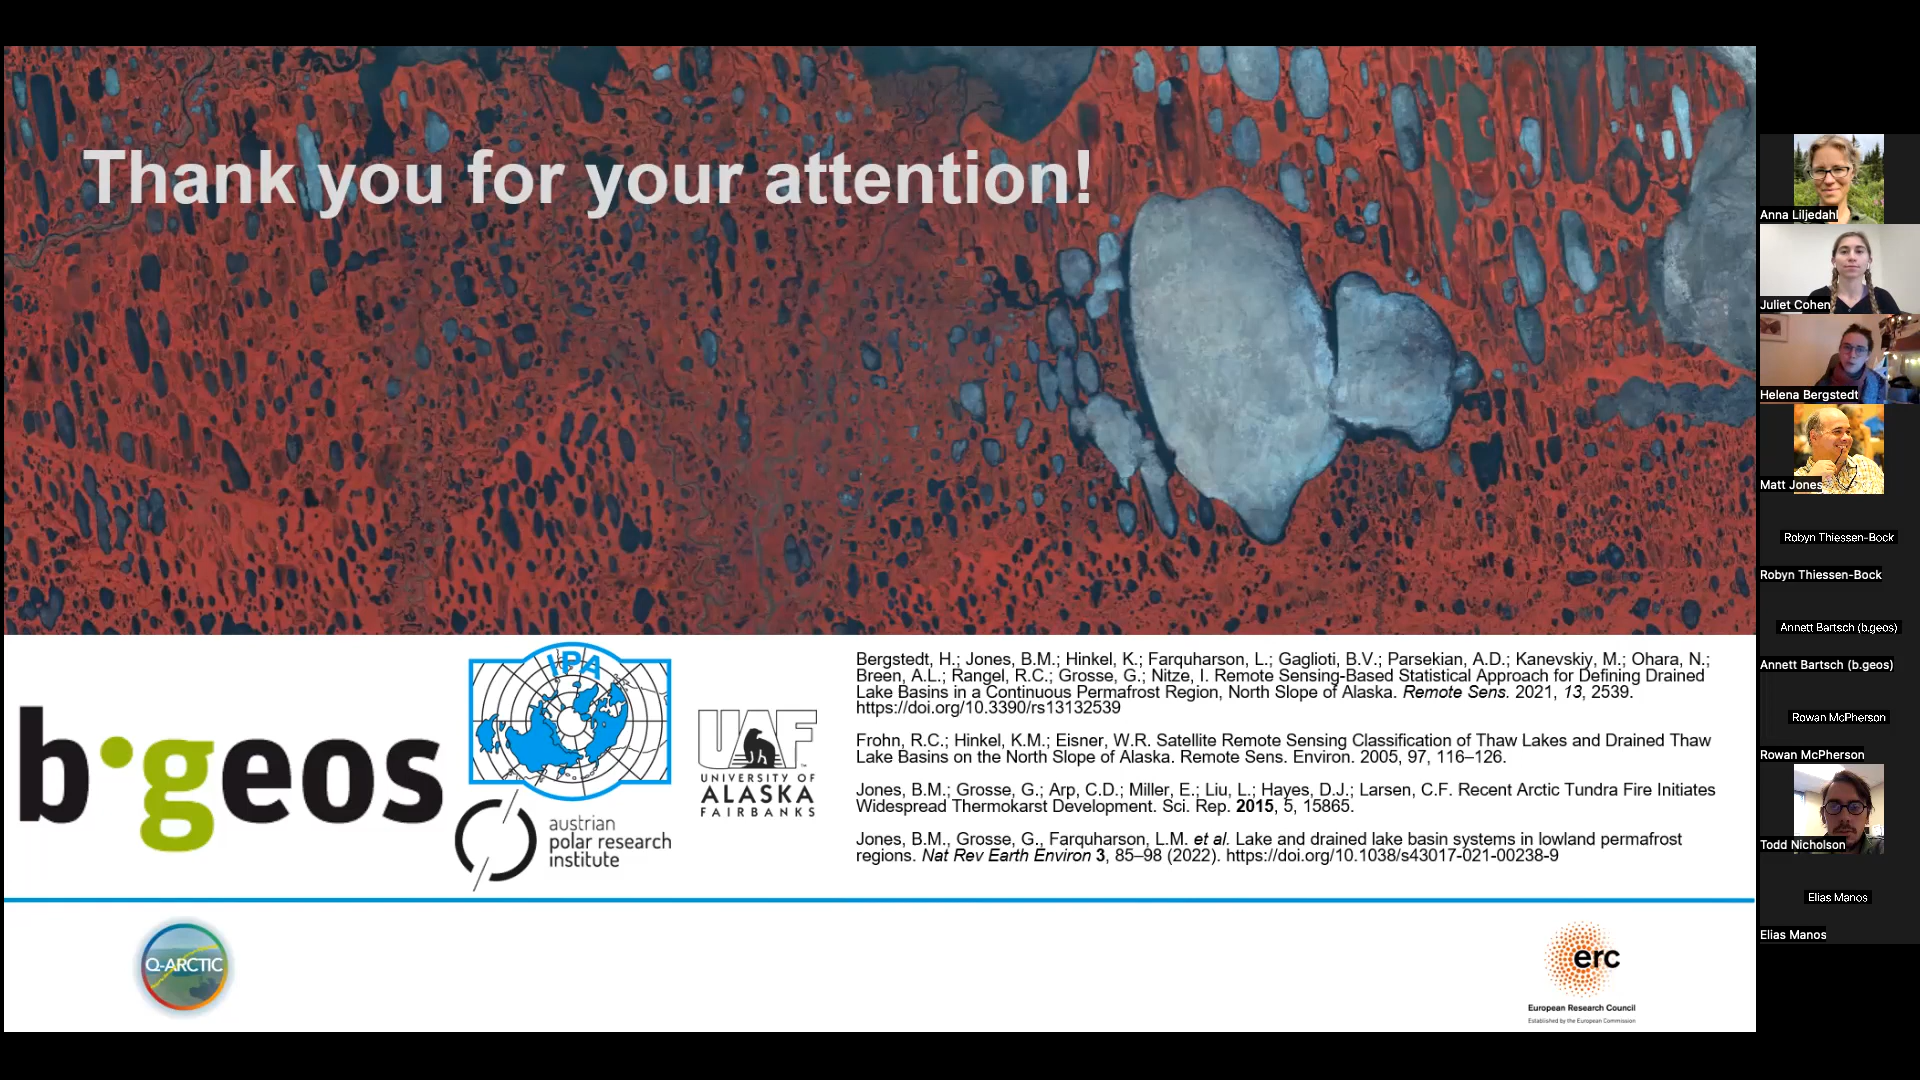 Thank you for your attention!
b·geos
IPA
austrian
polar research
institute
UAF
UNIVERSITY OF
ALASKA
FAIRBANKS
Bergstedt, H.; Jones, B.M.; Hinkel, K.; Farquharson, L.; Gaglioti, B.V.; Parsekian, A.D.; Kanevskiy, M.; Ohara, N.;
Breen, A.L.; Rangel, R.C.; Grosse, G.; Nitze, I. Remote Sensing-Based Statistical Approach for Defining Drained
Lake Basins in a Continuous Permafrost Region, North Slope of Alaska. Remote Sens. 2021, 13, 2539.
https://doi.org/10.3390/rs13132539
Frohn, R.C.; Hinkel, K.M.; Eisner, W.R. Satellite Remote Sensing Classification of Thaw Lakes and Drained Thaw
Lake Basins on the North Slope of Alaska. Remote Sens. Environ. 2005, 97, 116–126.
Jones, B.M.; Grosse, G.; Arp, C.D.; Miller, E.; Liu, L.; Hayes, D.J.; Larsen, C.F. Recent Arctic Tundra Fire Initiates
Widespread Thermokarst Development. Sci. Rep. 2015, 5, 15865.
Jones, B.M., Grosse, G., Farquharson, L.M. et al. Lake and drained lake basin systems in lowland permafrost
regions. Nat Rev Earth Environ 3, 85–98 (2022). https://doi.org/10.1038/s43017-021-00238-9
Q-ARCTIC
erc
European Research Council
Established by the European Commission
Anna Liljedahl
Juliet Cohen
Helena Bergstedt
Matt Jones
Robyn Thiessen-Bock
Robyn Thiessen-Bock
Annett Bartsch (b.geos)
Annett Bartsch (b.geos)
Rowan McPherson
Rowan McPherson
Todd Nicholson
Elias Manos
Elias Manos